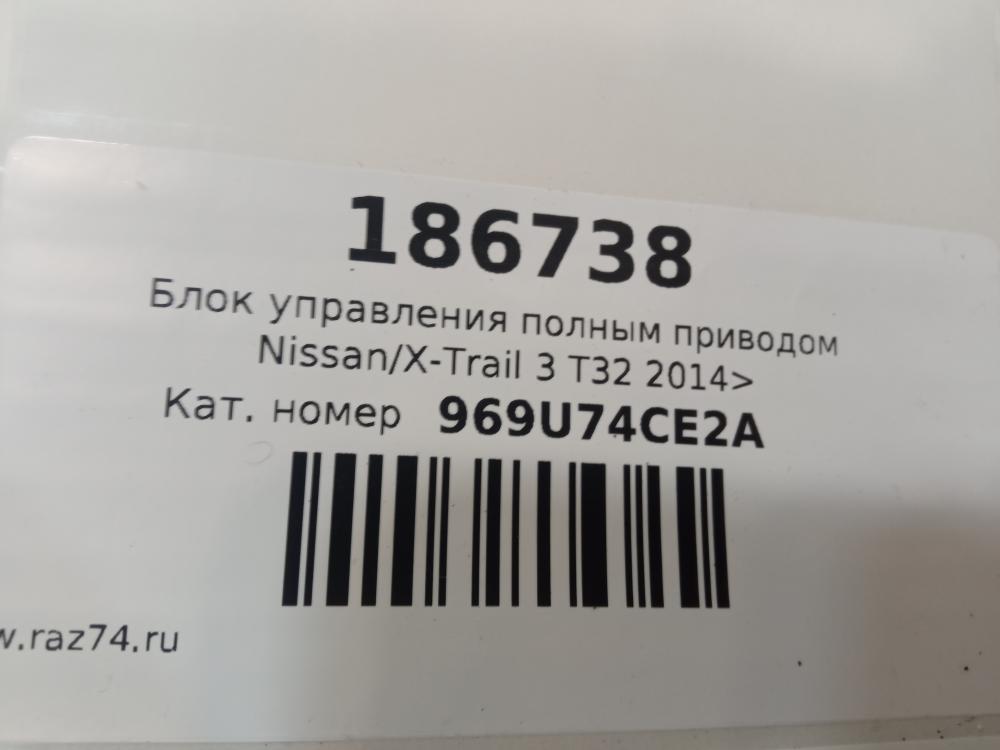 186738
Блок управления полным приводом
Nissan/X-Trail 3 T32 2014>
Кат. номер 969U74CE2A
w.raz74.ru